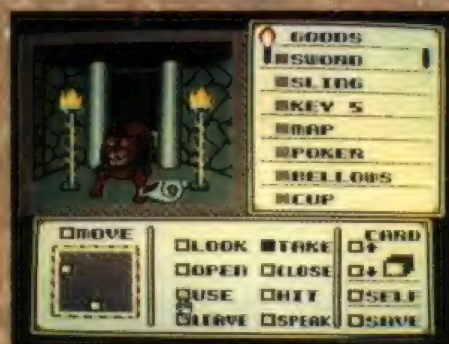 GOODS
SWORD
SLING
KEY 5
MAP
POKER
BELLOWS
CUP
MOVE
LOOK TAKE
OPEN CLOSE
USE HIT
LEAVE SPEAK
CARD
SELF
SAVE